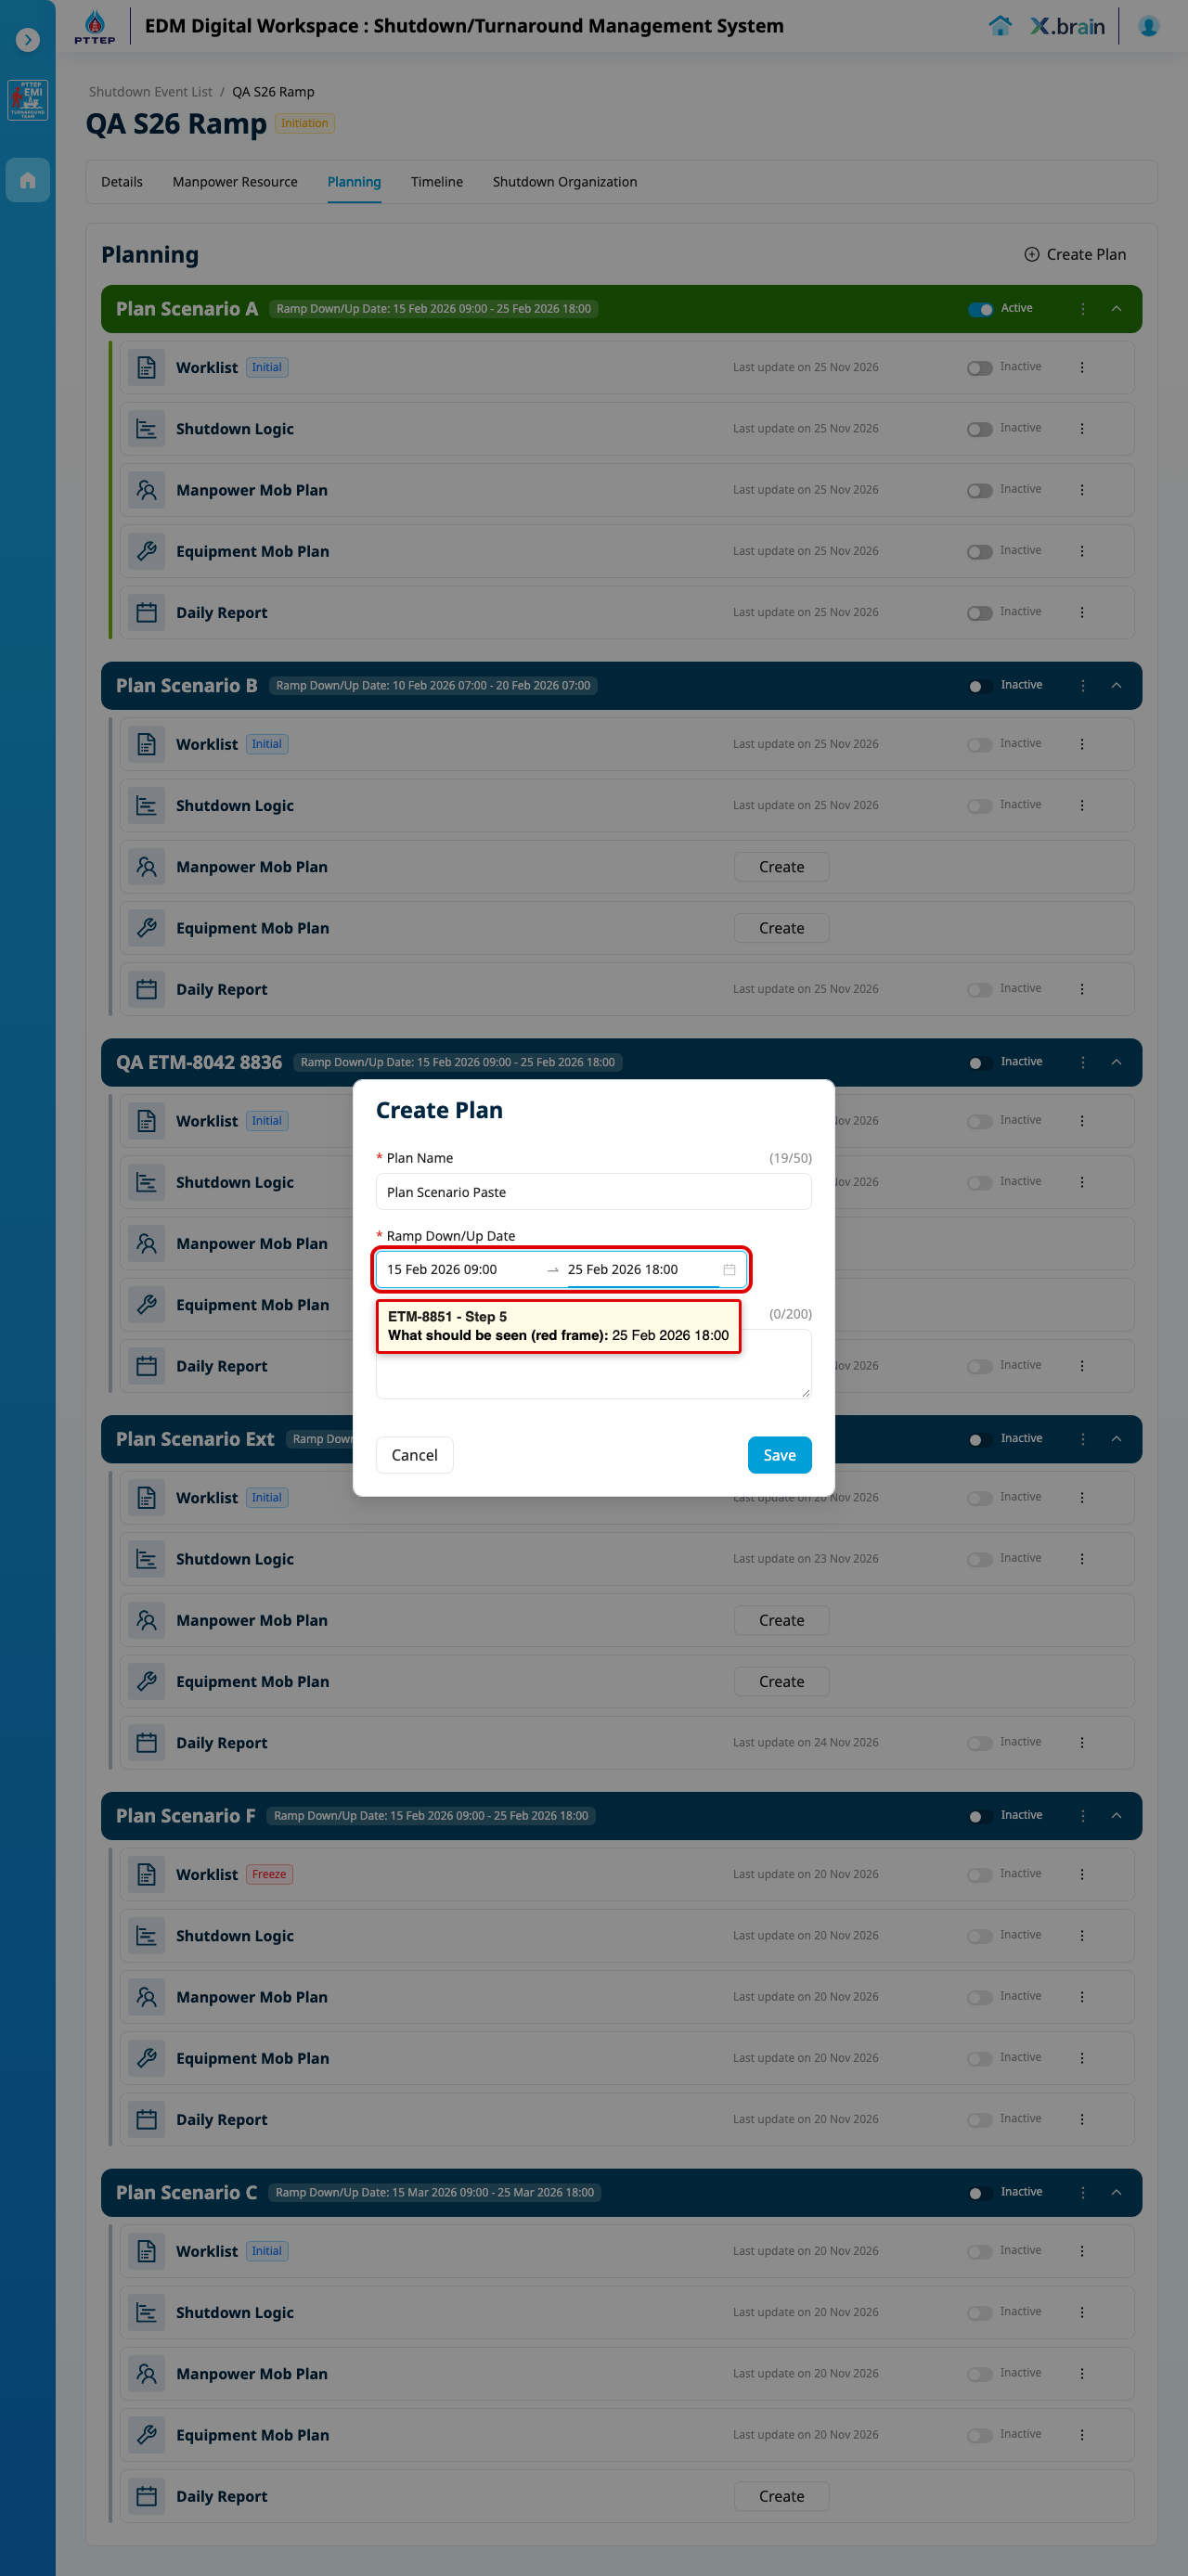 PTTEP
EDM Digital Workspace : Shutdown/Turnaround Management System
X.brain
PTTEP
EMI
TURNAROUND
TEAM
Shutdown Event List / QA S26 Ramp
QA S26 Ramp Initiation
Details Manpower Resource Planning Timeline Shutdown Organization
Planning Create Plan
Plan Scenario A Ramp Down/Up Date: 15 Feb 2026 09:00 - 25 Feb 2026 18:00 Active
Worklist Initial Last update on 25 Nov 2026 Inactive
Shutdown Logic Last update on 25 Nov 2026 Inactive
Manpower Mob Plan Last update on 25 Nov 2026 Inactive
Equipment Mob Plan Last update on 25 Nov 2026 Inactive
Daily Report Last update on 25 Nov 2026 Inactive
Plan Scenario B Ramp Down/Up Date: 10 Feb 2026 07:00 - 20 Feb 2026 07:00 Inactive
Worklist Initial Last update on 25 Nov 2026 Inactive
Shutdown Logic Last update on 25 Nov 2026 Inactive
Manpower Mob Plan Create
Equipment Mob Plan Create
Daily Report Last update on 25 Nov 2026 Inactive
QA ETM-8042 8836 Ramp Down/Up Date: 15 Feb 2026 09:00 - 25 Feb 2026 18:00 Inactive
Worklist Initial Nov 2026 Inactive
Shutdown Logic Nov 2026 Inactive
Manpower Mob Plan
Equipment Mob Plan
Daily Report Nov 2026 Inactive
Create Plan
* Plan Name (19/50)
Plan Scenario Paste
* Ramp Down/Up Date
15 Feb 2026 09:00 25 Feb 2026 18:00
ETM-8851 - Step 5
What should be seen (red frame): 25 Feb 2026 18:00
(0/200)
Cancel Save
Plan Scenario Ext Ramp Down Inactive
Worklist Initial Last update on 20 Nov 2026 Inactive
Shutdown Logic Last update on 23 Nov 2026 Inactive
Manpower Mob Plan Create
Equipment Mob Plan Create
Daily Report Last update on 24 Nov 2026 Inactive
Plan Scenario F Ramp Down/Up Date: 15 Feb 2026 09:00 - 25 Feb 2026 18:00 Inactive
Worklist Freeze Last update on 20 Nov 2026 Inactive
Shutdown Logic Last update on 20 Nov 2026 Inactive
Manpower Mob Plan Last update on 20 Nov 2026 Inactive
Equipment Mob Plan Last update on 20 Nov 2026 Inactive
Daily Report Last update on 20 Nov 2026 Inactive
Plan Scenario C Ramp Down/Up Date: 15 Mar 2026 09:00 - 25 Mar 2026 18:00 Inactive
Worklist Initial Last update on 20 Nov 2026 Inactive
Shutdown Logic Last update on 20 Nov 2026 Inactive
Manpower Mob Plan Last update on 20 Nov 2026 Inactive
Equipment Mob Plan Last update on 20 Nov 2026 Inactive
Daily Report Create